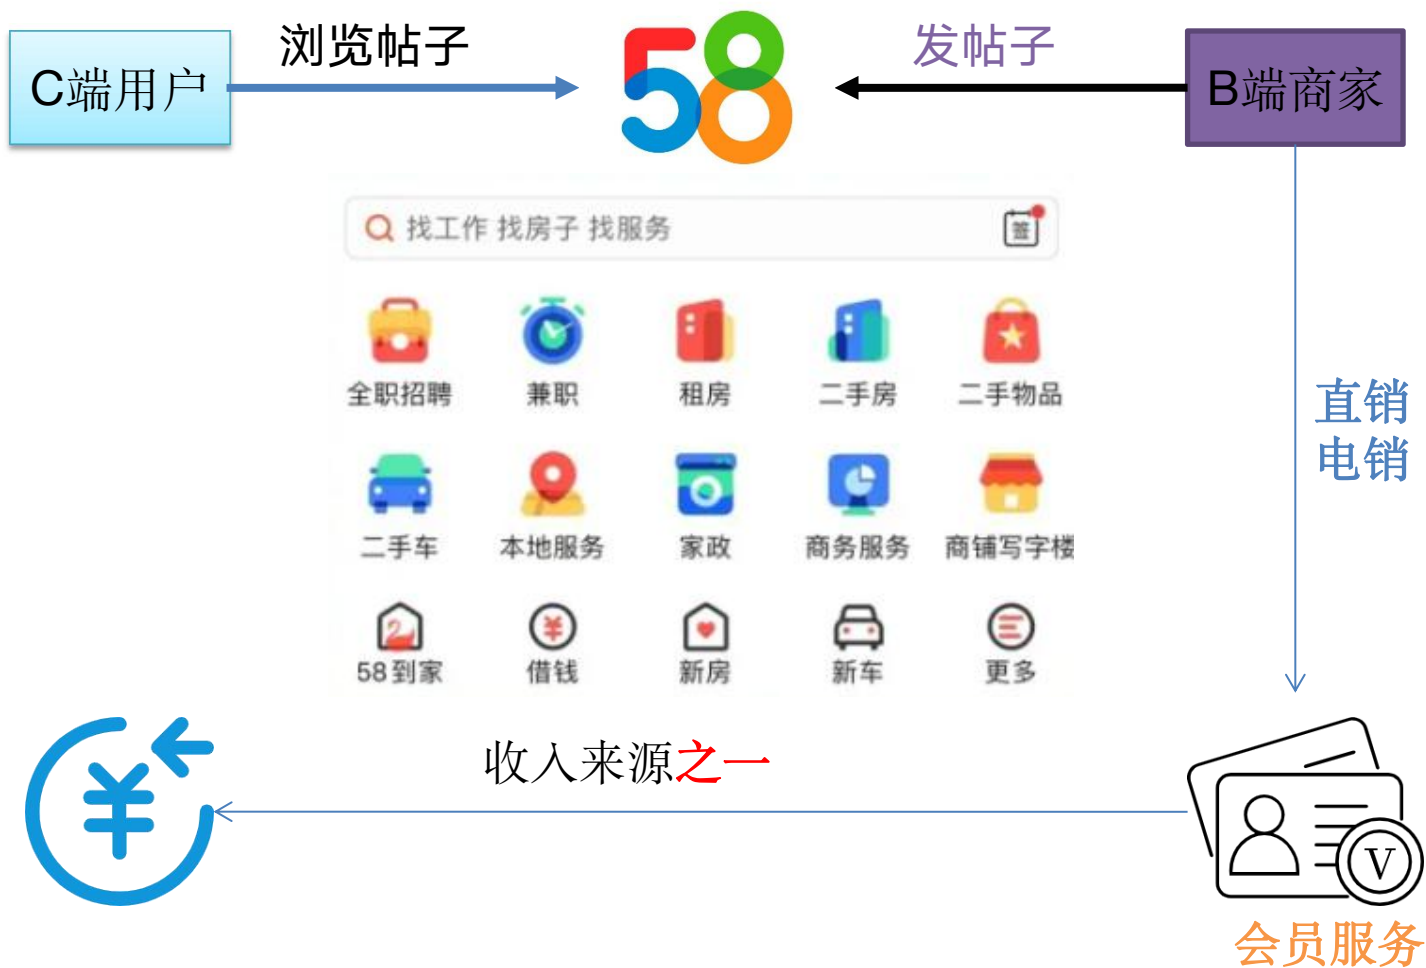 C端用户
浏览帖子
58
发帖子
B端商家
找工作 找房子 找服务
签
全职招聘
兼职
租房
二手房
二手物品
直销
电销
二手车
本地服务
家政
商务服务
商铺写字楼
58到家
借钱
新房
新车
更多
收入来源之一
¥
V
会员服务